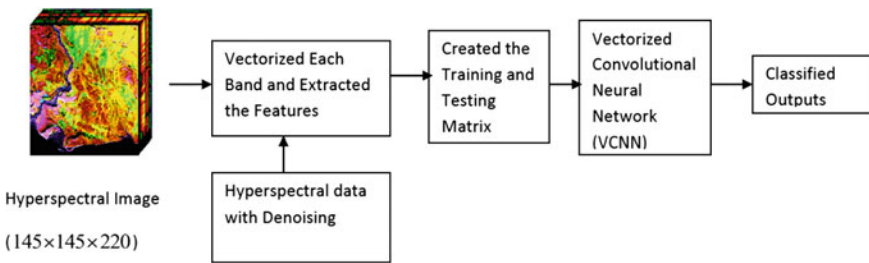 Hyperspectral Image
(145×145×220)
Vectorized Each
Band and Extracted
the Features
Hyperspectral data
with Denoising
Created the
Training and
Testing
Matrix
Vectorized
Convolutional
Neural
Network
(VCNN)
Classified
Outputs